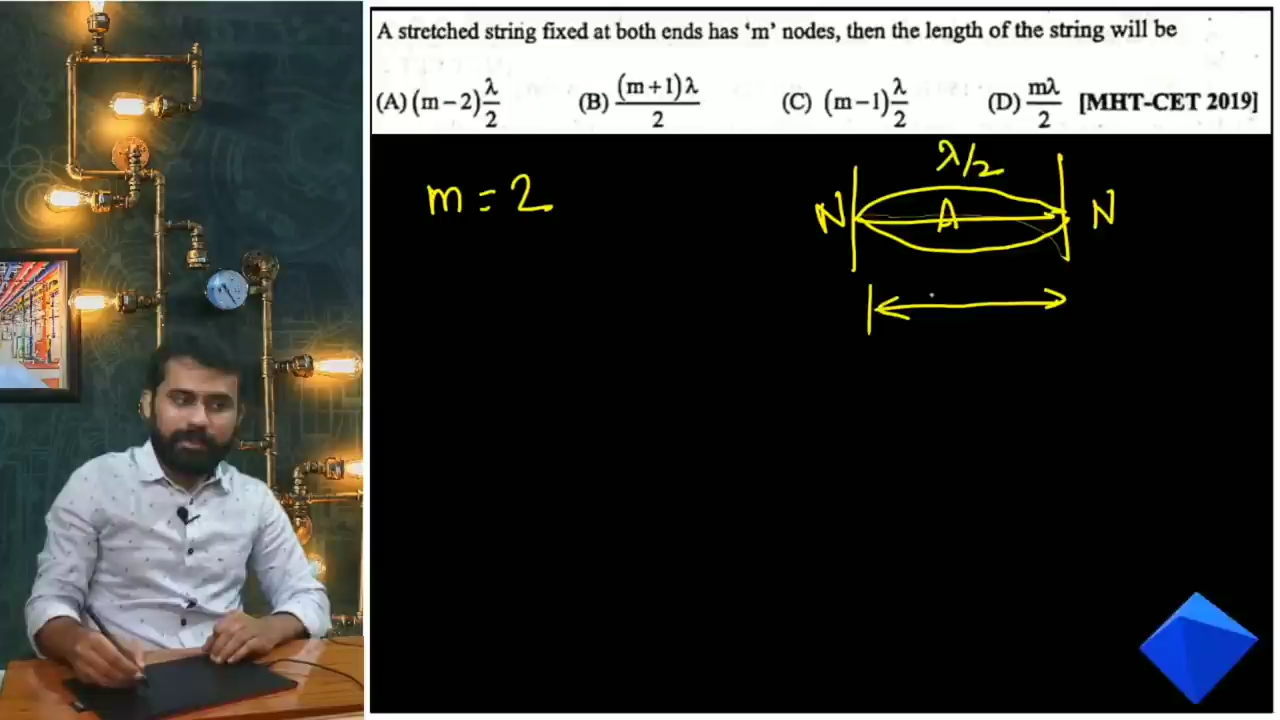 A stretched string fixed at both ends has ‘m’ nodes, then the length of the string will be
(A) (m − 2) λ/2 (B) (m + 1) λ/2 (C) (m − 1) λ/2 (D) mλ/2 [MHT-CET 2019]
λ/2
m = 2
N A N